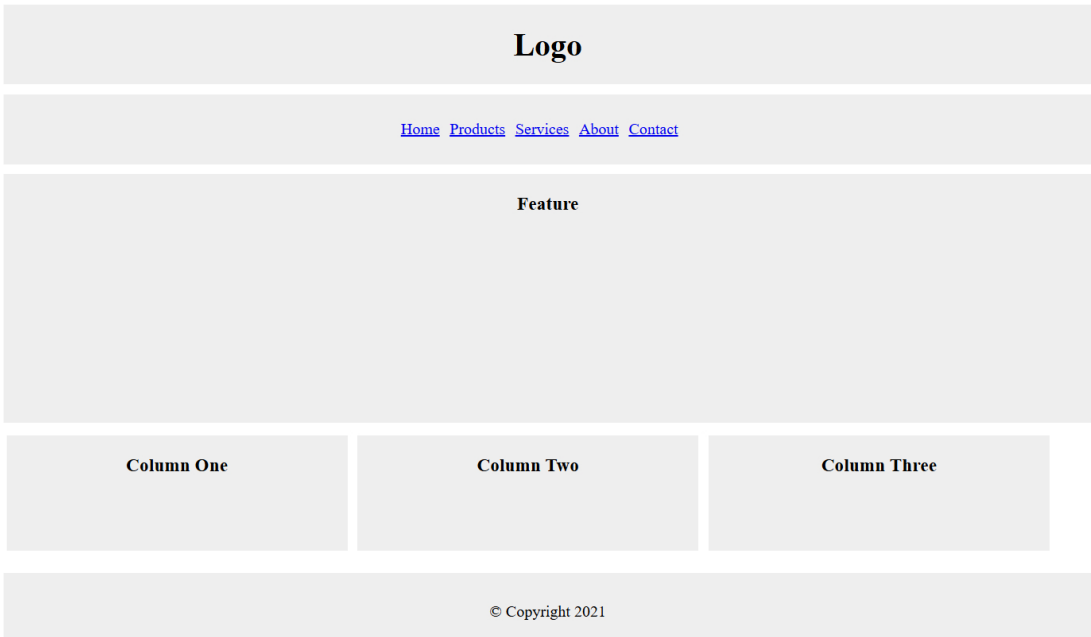 Logo
Home Products Services About Contact
Feature
Column One Column Two Column Three
© Copyright 2021